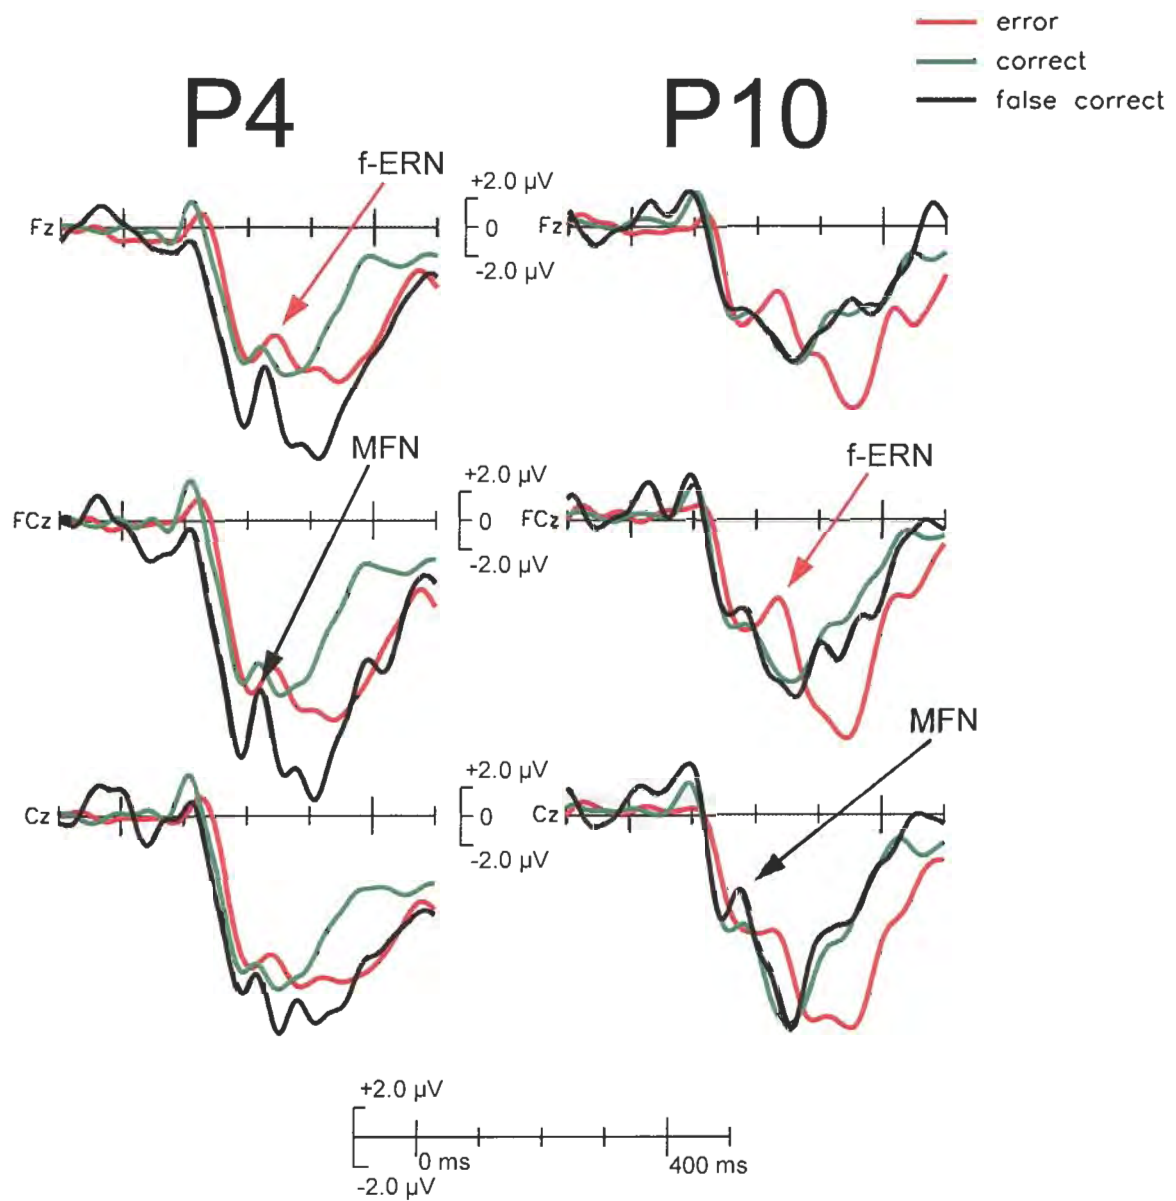 error
correct
false correct
P4
P10
f-ERN
+2.0 µV
Fz
0
-2.0 µV
Fz
MFN
f-ERN
+2.0 µV
FCz
0
-2.0 µV
FCz
MFN
+2.0 µV
Cz
0
-2.0 µV
Cz
+2.0 µV
0 ms
400 ms
-2.0 µV